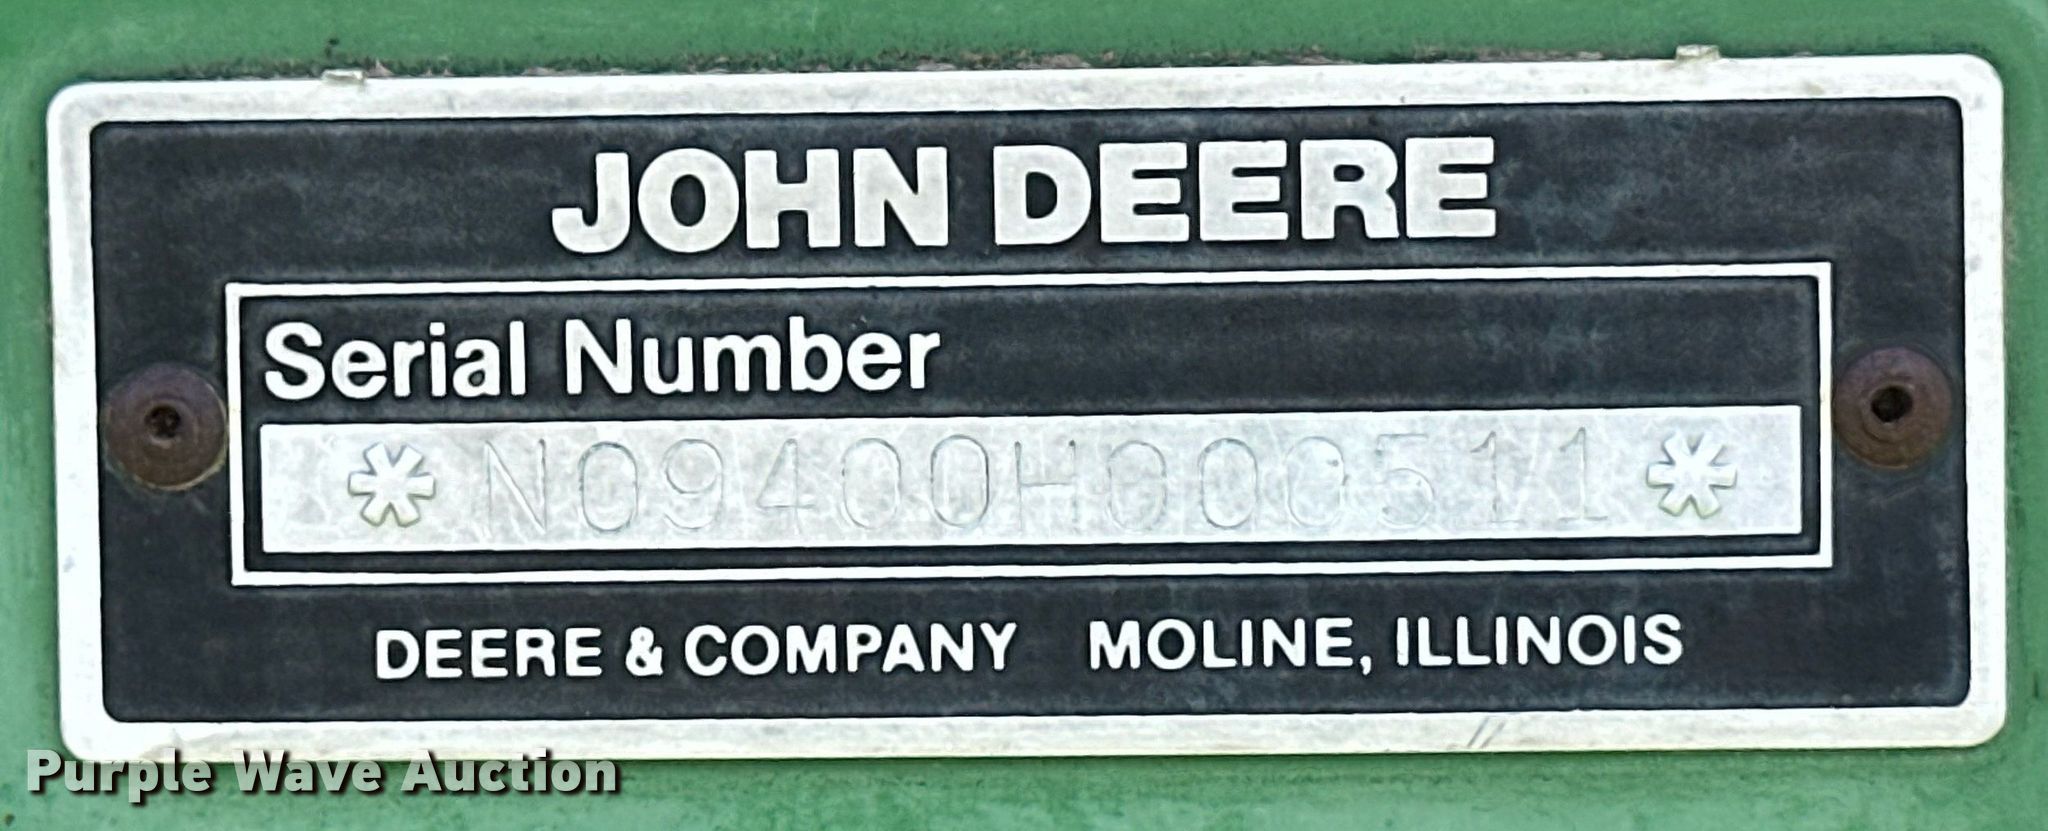 JOHN DEERE
Serial Number
*N09400H000511*
DEERE & COMPANY MOLINE, ILLINOIS
Purple Wave Auction